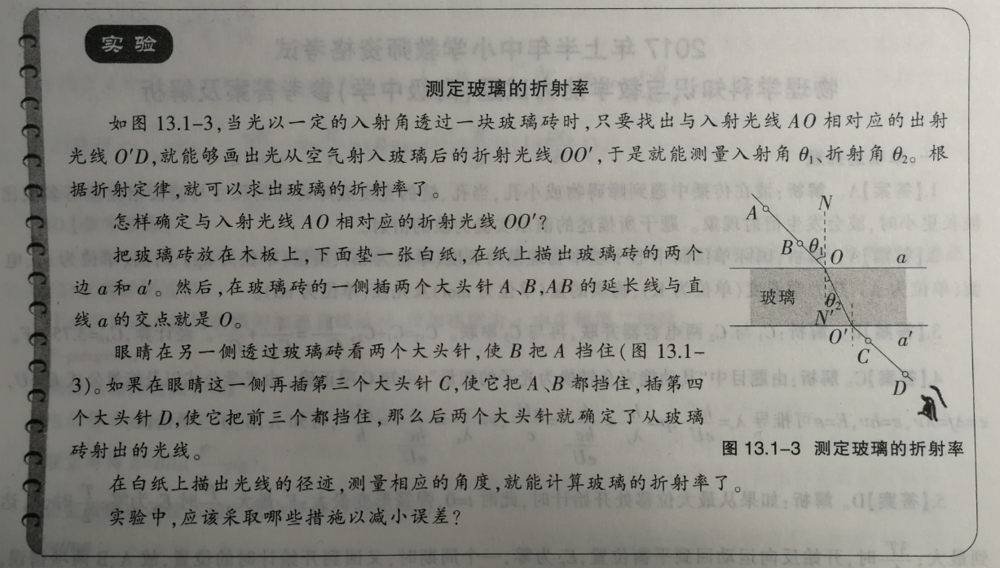 实 验
测定玻璃的折射率
如图 13.1-3,当光以一定的入射角透过一块玻璃砖时,只要找出与入射光线 AO 相对应的出射
光线 O′D,就能够画出光从空气射入玻璃后的折射光线 OO′,于是就能测量入射角 θ₁、折射角 θ₂。根
据折射定律,就可以求出玻璃的折射率了。
怎样确定与入射光线 AO 相对应的折射光线 OO′?
把玻璃砖放在木板上,下面垫一张白纸,在纸上描出玻璃砖的两个
边 a 和 a′。然后,在玻璃砖的一侧插两个大头针 A、B,AB 的延长线与直
线 a 的交点就是 O。
眼睛在另一侧透过玻璃砖看两个大头针,使 B 把 A 挡住(图 13.1-
3)。如果在眼睛这一侧再插第三个大头针 C,使它把 A、B 都挡住,插第四
个大头针 D,使它把前三个都挡住,那么后两个大头针就确定了从玻璃
砖射出的光线。
在白纸上描出光线的径迹,测量相应的角度,就能计算玻璃的折射率了。
实验中,应该采取哪些措施以减小误差?
A
N
B
θ₁
O
a
玻璃
θ₂
N′
O′
a′
C
D
图 13.1-3 测定玻璃的折射率